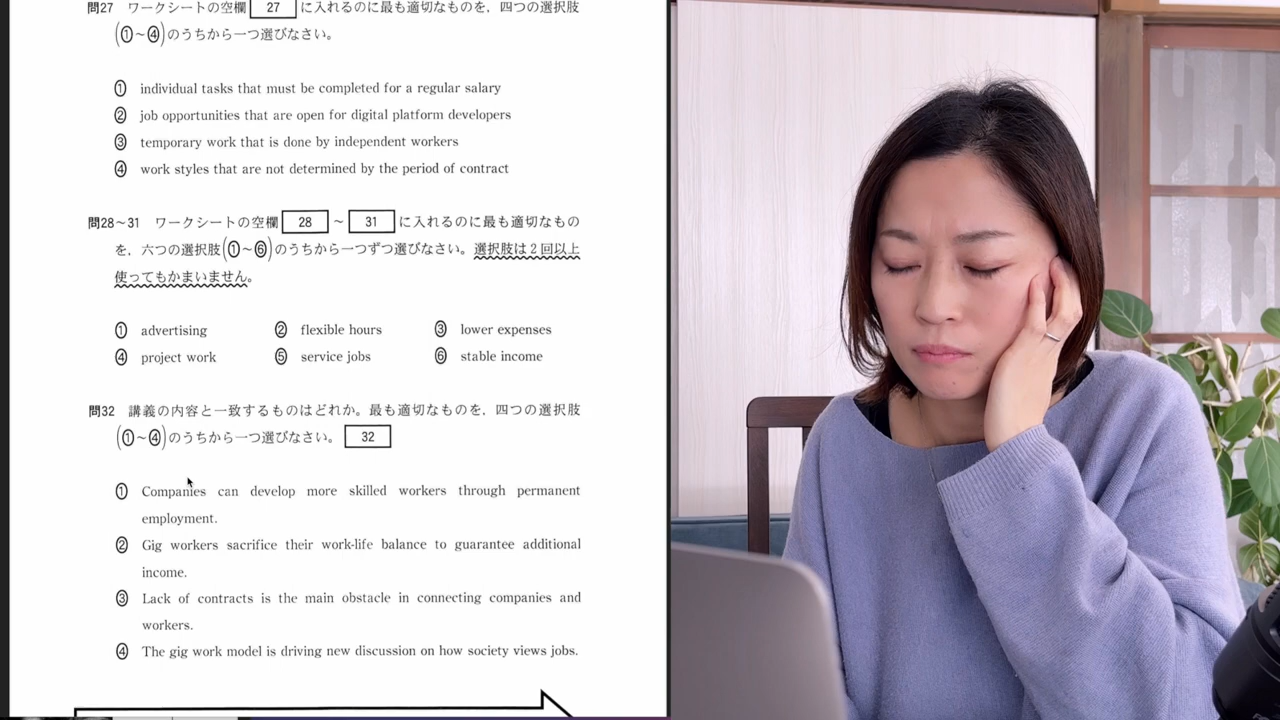 問27 ワークシートの空欄 27 に入れるのに最も適切なものを，四つの選択肢
(①～④)のうちから一つ選びなさい。
① individual tasks that must be completed for a regular salary
② job opportunities that are open for digital platform developers
③ temporary work that is done by independent workers
④ work styles that are not determined by the period of contract
問28～31 ワークシートの空欄 28 ～ 31 に入れるのに最も適切なもの
を，六つの選択肢(①～⑥)のうちから一つずつ選びなさい。選択肢は2回以上
使ってもかまいません。
① advertising ② flexible hours ③ lower expenses
④ project work ⑤ service jobs ⑥ stable income
問32 講義の内容と一致するものはどれか。最も適切なものを，四つの選択肢
(①～④)のうちから一つ選びなさい。 32
① Companies can develop more skilled workers through permanent
employment.
② Gig workers sacrifice their work-life balance to guarantee additional
income.
③ Lack of contracts is the main obstacle in connecting companies and
workers.
④ The gig work model is driving new discussion on how society views jobs.